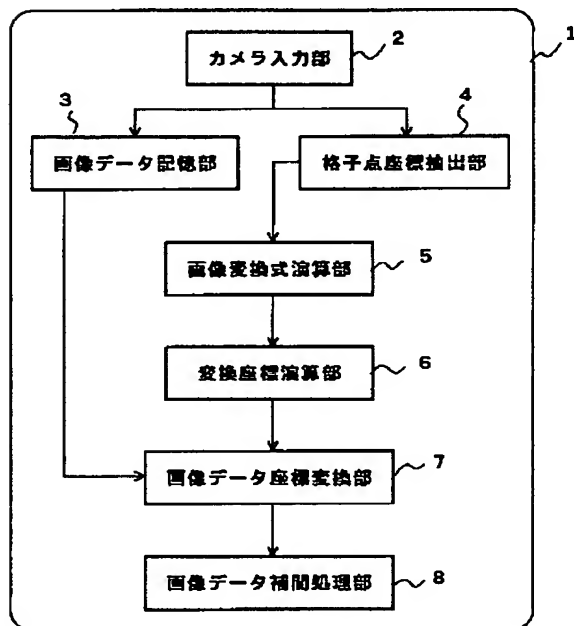 1
2
カメラ入力部
3
4
画像データ記憶部
格子点座標抽出部
5
画像変換式演算部
6
変換座標演算部
7
画像データ座標変換部
画像データ補間処理部
8